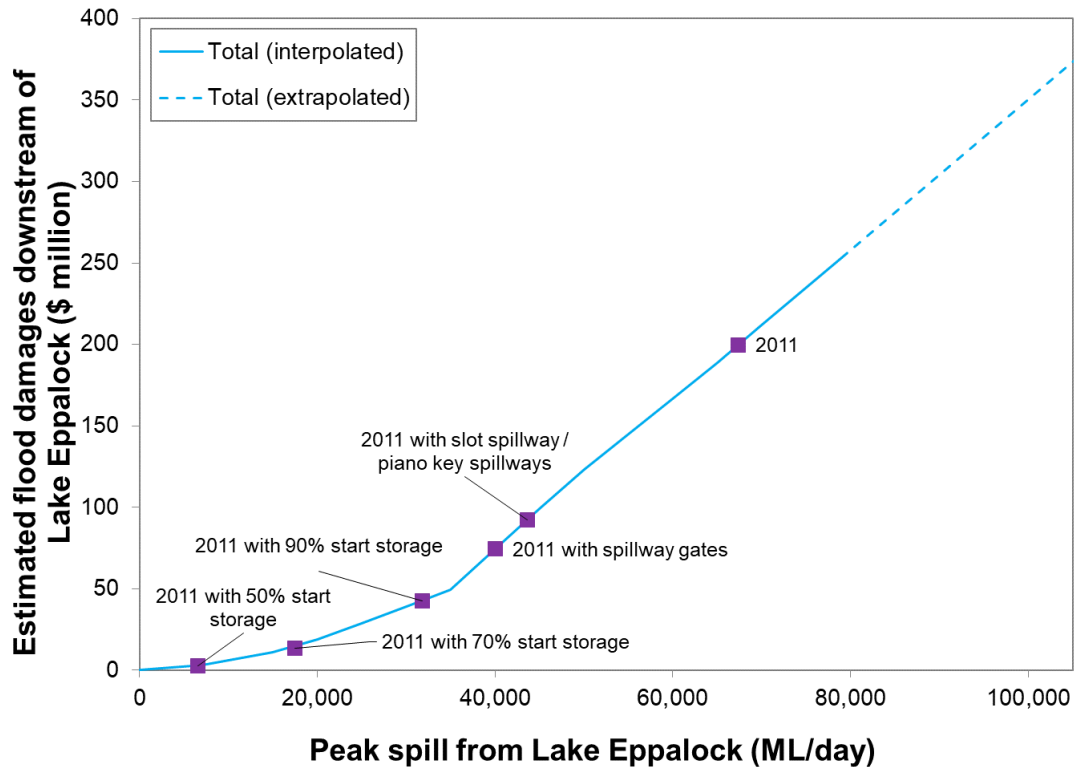 Estimated flood damages downstream of
Lake Eppalock ($ million)
400
350
300
250
200
150
100
50
0
Total (interpolated)
Total (extrapolated)
2011
2011 with slot spillway /
piano key spillways
2011 with spillway gates
2011 with 90% start storage
2011 with 50% start
storage
2011 with 70% start storage
0
20,000
40,000
60,000
80,000
100,000
Peak spill from Lake Eppalock (ML/day)